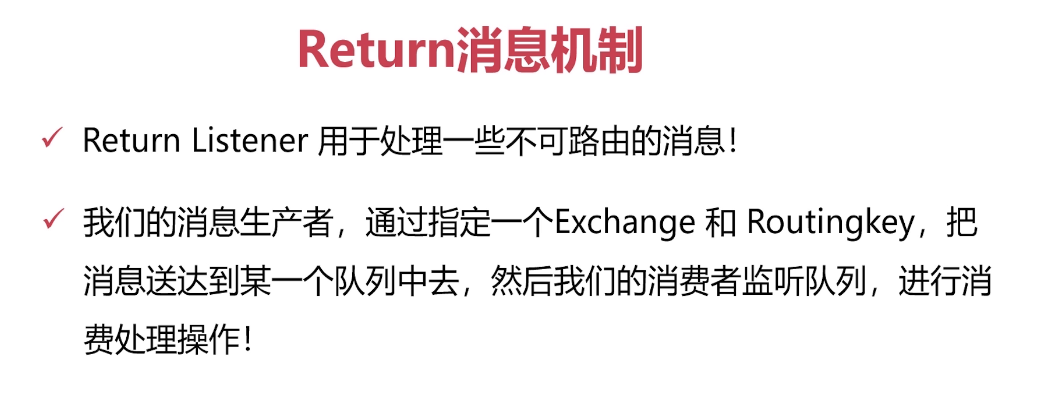 Return消息机制
✓ Return Listener 用于处理一些不可路由的消息！
✓ 我们的消息生产者，通过指定一个Exchange 和 Routingkey，把
消息送达到某一个队列中去，然后我们的消费者监听队列，进行消
费处理操作！